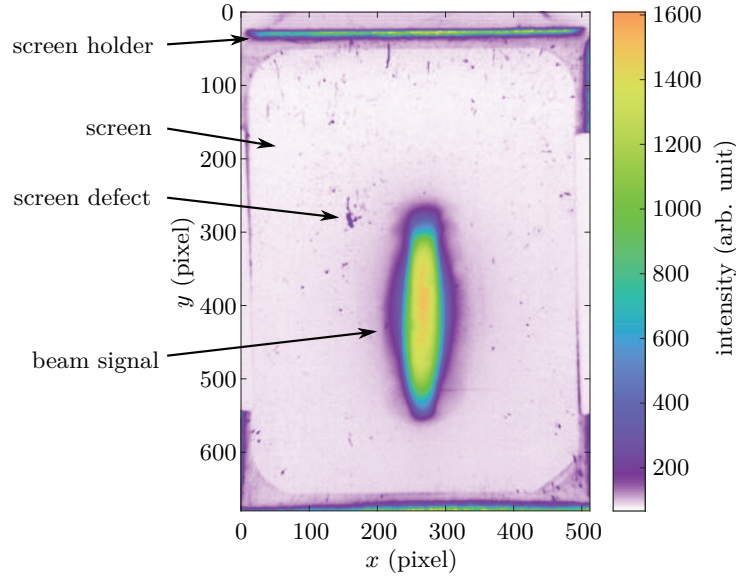 screen holder
screen
screen defect
beam signal
0
100
200
300
400
500
600
y (pixel)
0 100 200 300 400 500
x (pixel)
1600
1400
1200
1000
800
600
400
200
intensity (arb. unit)